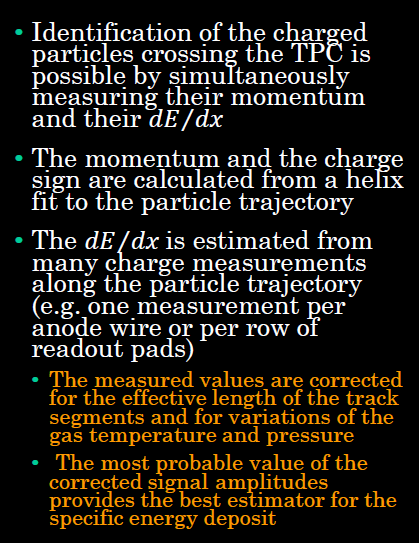 • Identification of the charged
particles crossing the TPC is
possible by simultaneously
measuring their momentum
and their dE/dx
• The momentum and the charge
sign are calculated from a helix
fit to the particle trajectory
• The dE/dx is estimated from
many charge measurements
along the particle trajectory
(e.g. one measurement per
anode wire or per row of
readout pads)
• The measured values are corrected
for the effective length of the track
segments and for variations of the
gas temperature and pressure
• The most probable value of the
corrected signal amplitudes
provides the best estimator for the
specific energy deposit